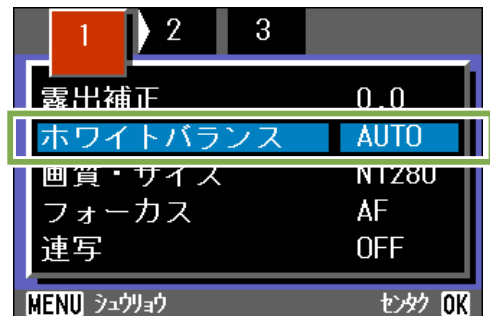 1 2 3
露出補正 0.0
ホワイトバランス AUTO
画質・サイズ N1280
フォーカス AF
連写 OFF
MENU シュウリョウ センタク OK